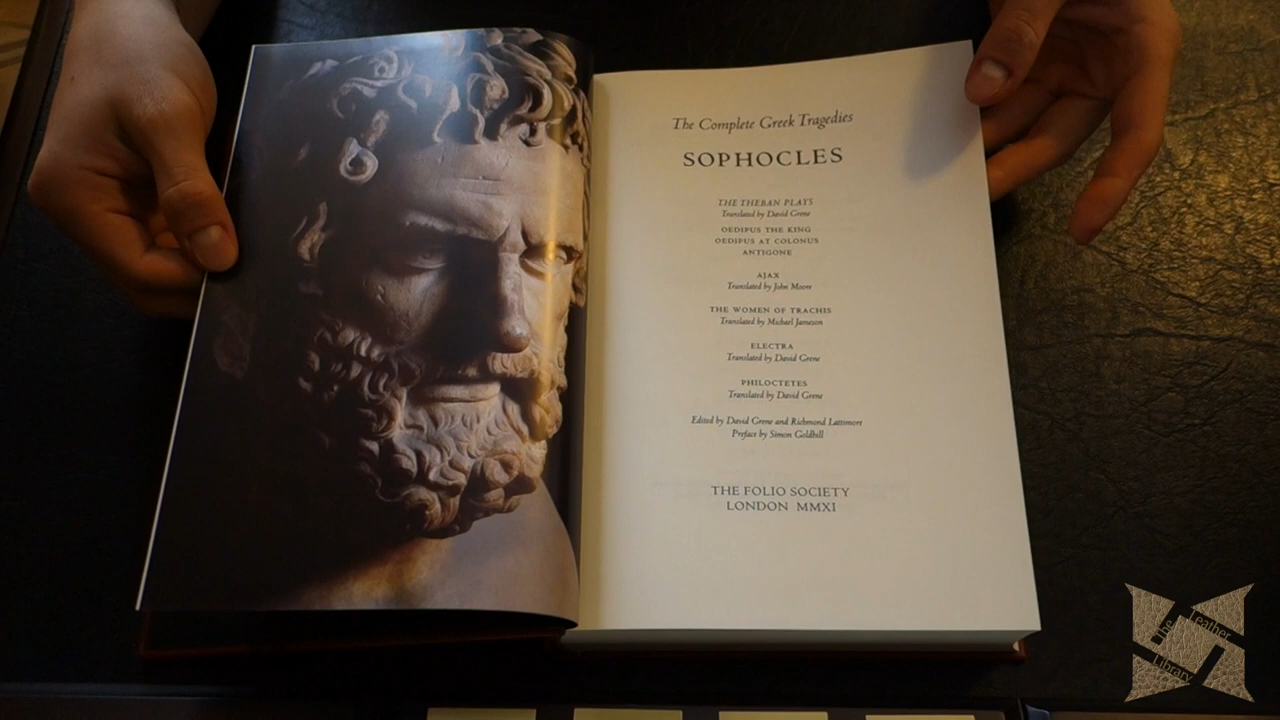 The Complete Greek Tragedies
SOPHOCLES
THE THEBAN PLAYS
Translated by David Grene
OEDIPUS THE KING
OEDIPUS AT COLONUS
ANTIGONE
AJAX
Translated by John Moore
THE WOMEN OF TRACHIS
Translated by Michael Jameson
ELECTRA
Translated by David Grene
PHILOCTETES
Translated by David Grene
Edited by David Grene and Richmond Lattimore
Preface by Simon Goldhill
THE FOLIO SOCIETY
LONDON MMXI
The
Leather
Library